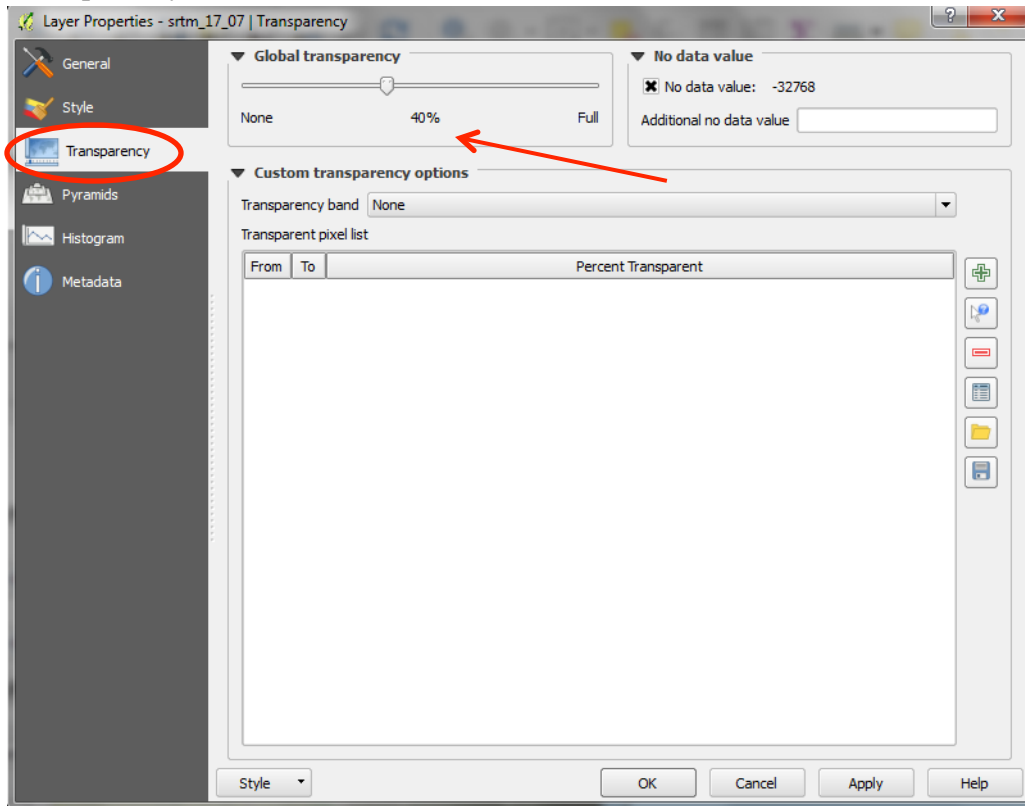 Layer Properties - srtm_17_07 | Transparency
General
Style
Transparency
Pyramids
Histogram
Metadata
Global transparency
None 40% Full
No data value
No data value: -32768
Additional no data value
Custom transparency options
Transparency band None
Transparent pixel list
From To Percent Transparent
Style OK Cancel Apply Help